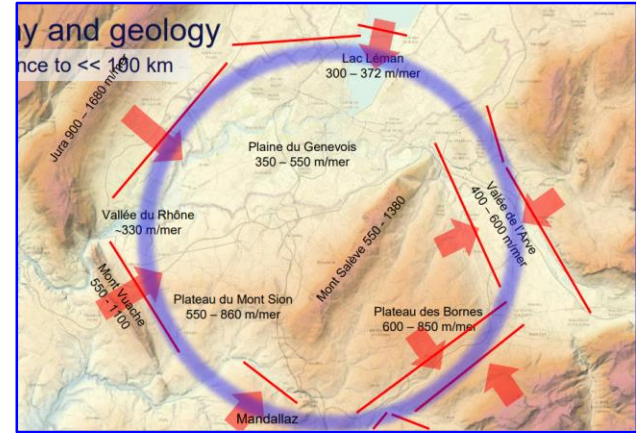 y and geology
nce to << 100 km
Lac Léman
300 – 372 m/mer
Jura 900 – 1680 m/mer
Plaine du Genevois
350 – 550 m/mer
Vallée du Rhône
~330 m/mer
Valée de l'Arve
400 – 600 m/mer
Mont Salève 550 - 1380
Mont Vuache
550 - 1100
Plateau du Mont Sion
550 – 860 m/mer
Plateau des Bornes
600 – 850 m/mer
Mandallaz